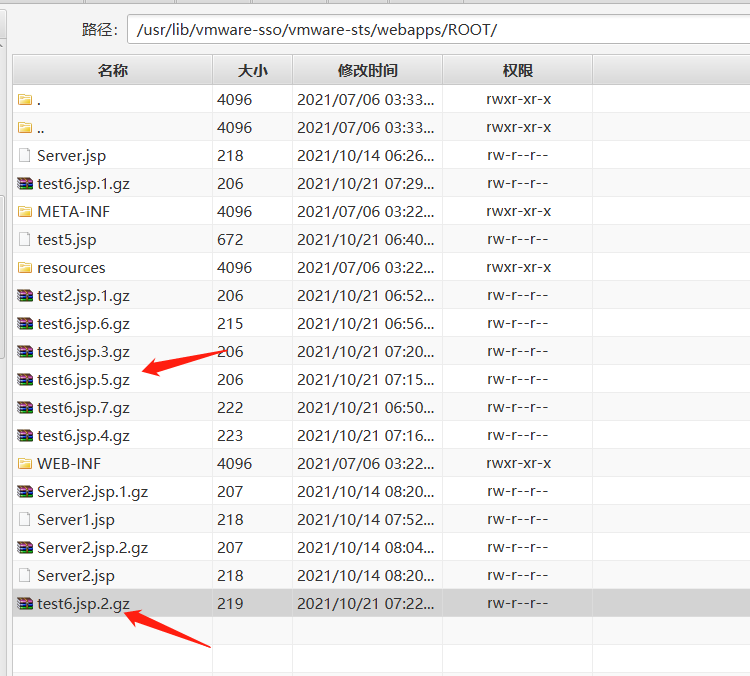 路径： /usr/lib/vmware-sso/vmware-sts/webapps/ROOT/
名称 大小 修改时间 权限
. 4096 2021/07/06 03:33... rwxr-xr-x
.. 4096 2021/07/06 03:33... rwxr-xr-x
Server.jsp 218 2021/10/14 06:26... rw-r--r--
test6.jsp.1.gz 206 2021/10/21 07:29... rw-r--r--
META-INF 4096 2021/07/06 03:22... rwxr-xr-x
test5.jsp 672 2021/10/21 06:40... rw-r--r--
resources 4096 2021/07/06 03:22... rwxr-xr-x
test2.jsp.1.gz 206 2021/10/21 06:52... rw-r--r--
test6.jsp.6.gz 215 2021/10/21 06:56... rw-r--r--
test6.jsp.3.gz 206 2021/10/21 07:20... rw-r--r--
test6.jsp.5.gz 206 2021/10/21 07:15... rw-r--r--
test6.jsp.7.gz 222 2021/10/21 06:50... rw-r--r--
test6.jsp.4.gz 223 2021/10/21 07:16... rw-r--r--
WEB-INF 4096 2021/07/06 03:22... rwxr-xr-x
Server2.jsp.1.gz 207 2021/10/14 08:20... rw-r--r--
Server1.jsp 218 2021/10/14 07:52... rw-r--r--
Server2.jsp.2.gz 207 2021/10/14 08:04... rw-r--r--
Server2.jsp 218 2021/10/14 08:20... rw-r--r--
test6.jsp.2.gz 219 2021/10/21 07:22... rw-r--r--